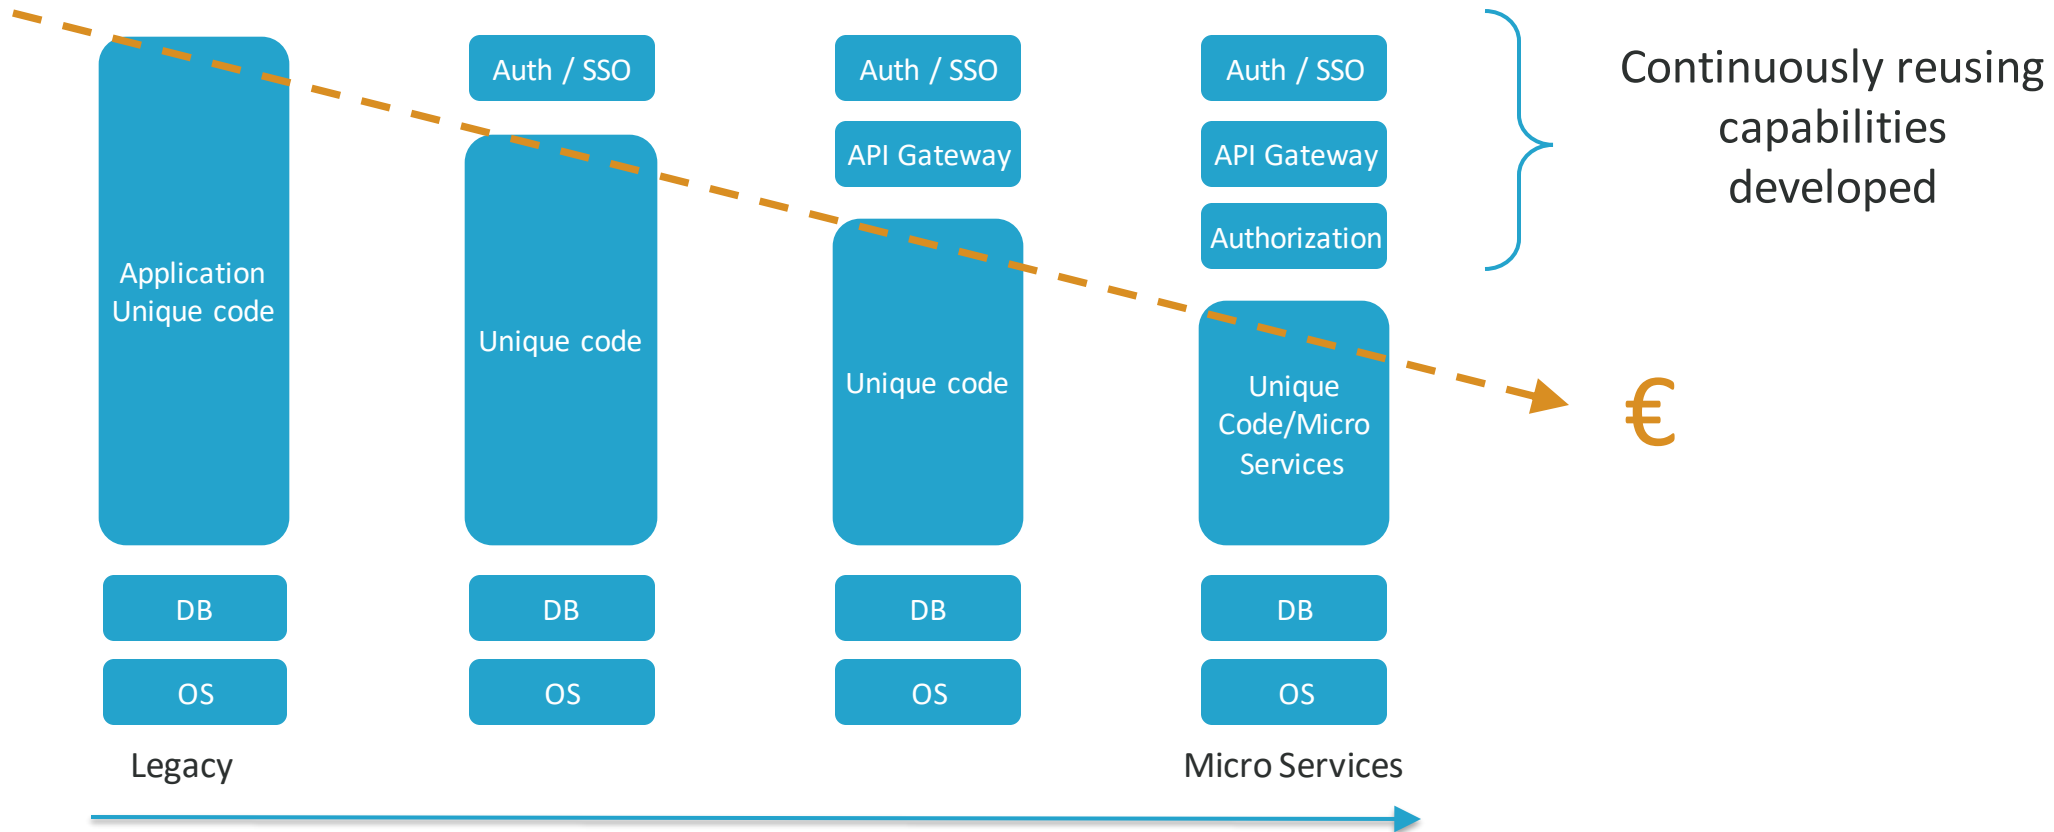 Application
Unique code
DB
OS
Legacy
Auth / SSO
Unique code
DB
OS
Auth / SSO
API Gateway
Unique code
DB
OS
Auth / SSO
API Gateway
Authorization
Unique
Code/Micro
Services
DB
OS
Micro Services
Continuously reusing
capabilities
developed
€